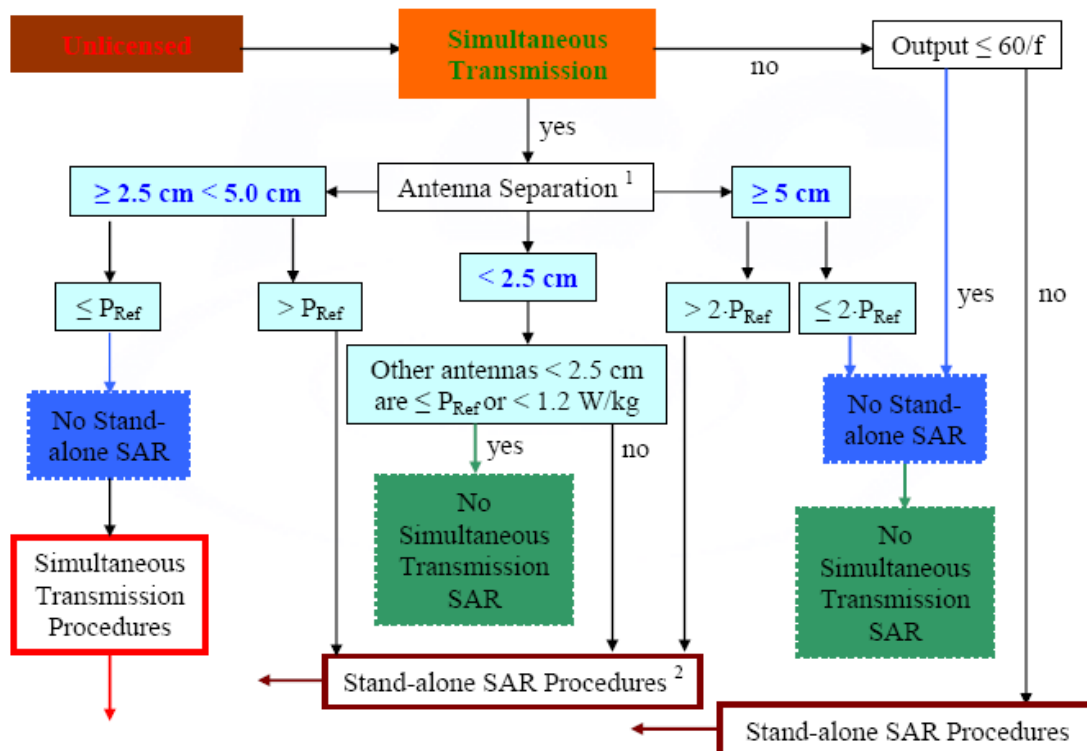 Unlicensed
Simultaneous
Transmission
no
Output ≤ 60/f
yes
≥ 2.5 cm < 5.0 cm
Antenna Separation 1
≥ 5 cm
< 2.5 cm
yes
no
≤ PRef
> PRef
> 2·PRef
≤ 2·PRef
Other antennas < 2.5 cm
are ≤ PRef or < 1.2 W/kg
No Stand-
alone SAR
yes
no
No Stand-
alone SAR
No
Simultaneous
Transmission
SAR
No
Simultaneous
Transmission
SAR
Simultaneous
Transmission
Procedures
Stand-alone SAR Procedures 2
Stand-alone SAR Procedures